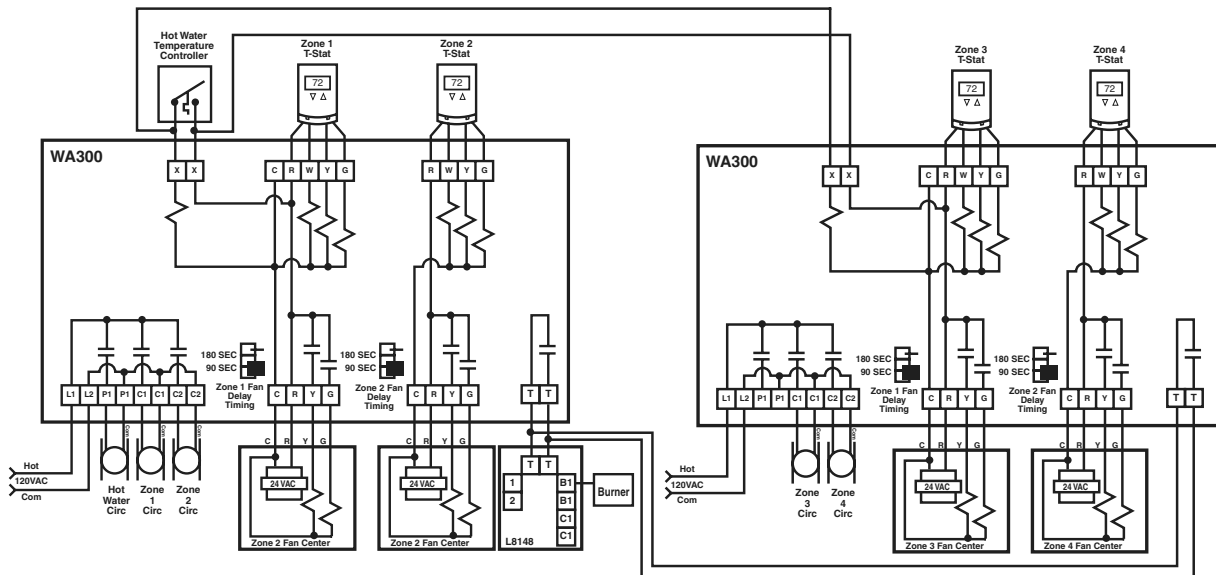 Hot Water
Temperature
Controller
Zone 1
T-Stat
72
Zone 2
T-Stat
72
Zone 3
T-Stat
72
Zone 4
T-Stat
72
WA300
X X
C R W Y G
R W Y G
180 SEC
90 SEC
Zone 1 Fan
Delay
Timing
180 SEC
90 SEC
Zone 2 Fan
Delay
Timing
L1 L2 P1 P1 C1 C1 C2 C2
C R Y G
C R Y G
T T
Com
Com
Com
Hot
120VAC
Com
Hot
Water
Circ
Zone
1
Circ
Zone
2
Circ
C R Y G
24 VAC
Zone 2 Fan Center
C R Y G
24 VAC
Zone 2 Fan Center
T T
1
2
B1
B1
C1
C1
L8148
Burner
WA300
X X
C R W Y G
R W Y G
180 SEC
90 SEC
Zone 1 Fan
Delay
Timing
180 SEC
90 SEC
Zone 2 Fan
Delay
Timing
L1 L2 P1 P1 C1 C1 C2 C2
C R Y G
C R Y G
T T
Com
Com
Hot
120VAC
Com
Zone
3
Circ
Zone
4
Circ
C R Y G
24 VAC
Zone 3 Fan Center
C R Y G
24 VAC
Zone 4 Fan Center